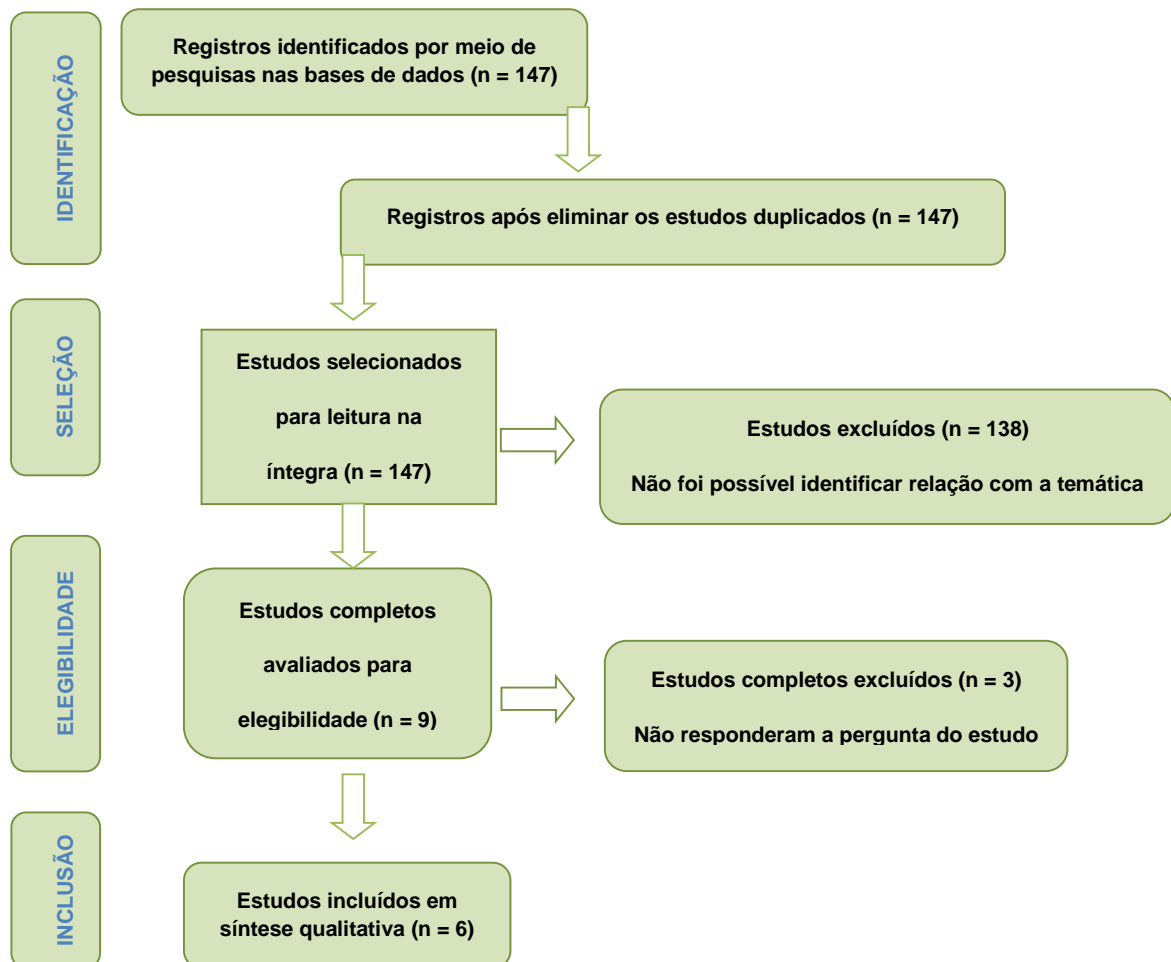 IDENTIFICAÇÃO
Registros identificados por meio de
pesquisas nas bases de dados (n = 147)
Registros após eliminar os estudos duplicados (n = 147)
SELEÇÃO
Estudos selecionados
para leitura na
íntegra (n = 147)
Estudos excluídos (n = 138)
Não foi possível identificar relação com a temática
ELEGIBILIDADE
Estudos completos
avaliados para
elegibilidade (n = 9)
Estudos completos excluídos (n = 3)
Não responderam a pergunta do estudo
INCLUSÃO
Estudos incluídos em
síntese qualitativa (n = 6)